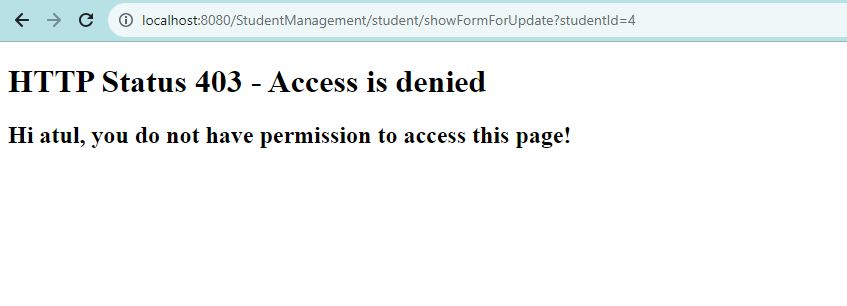 localhost:8080/StudentManagement/student/showFormForUpdate?studentId=4
HTTP Status 403 - Access is denied
Hi atul, you do not have permission to access this page!